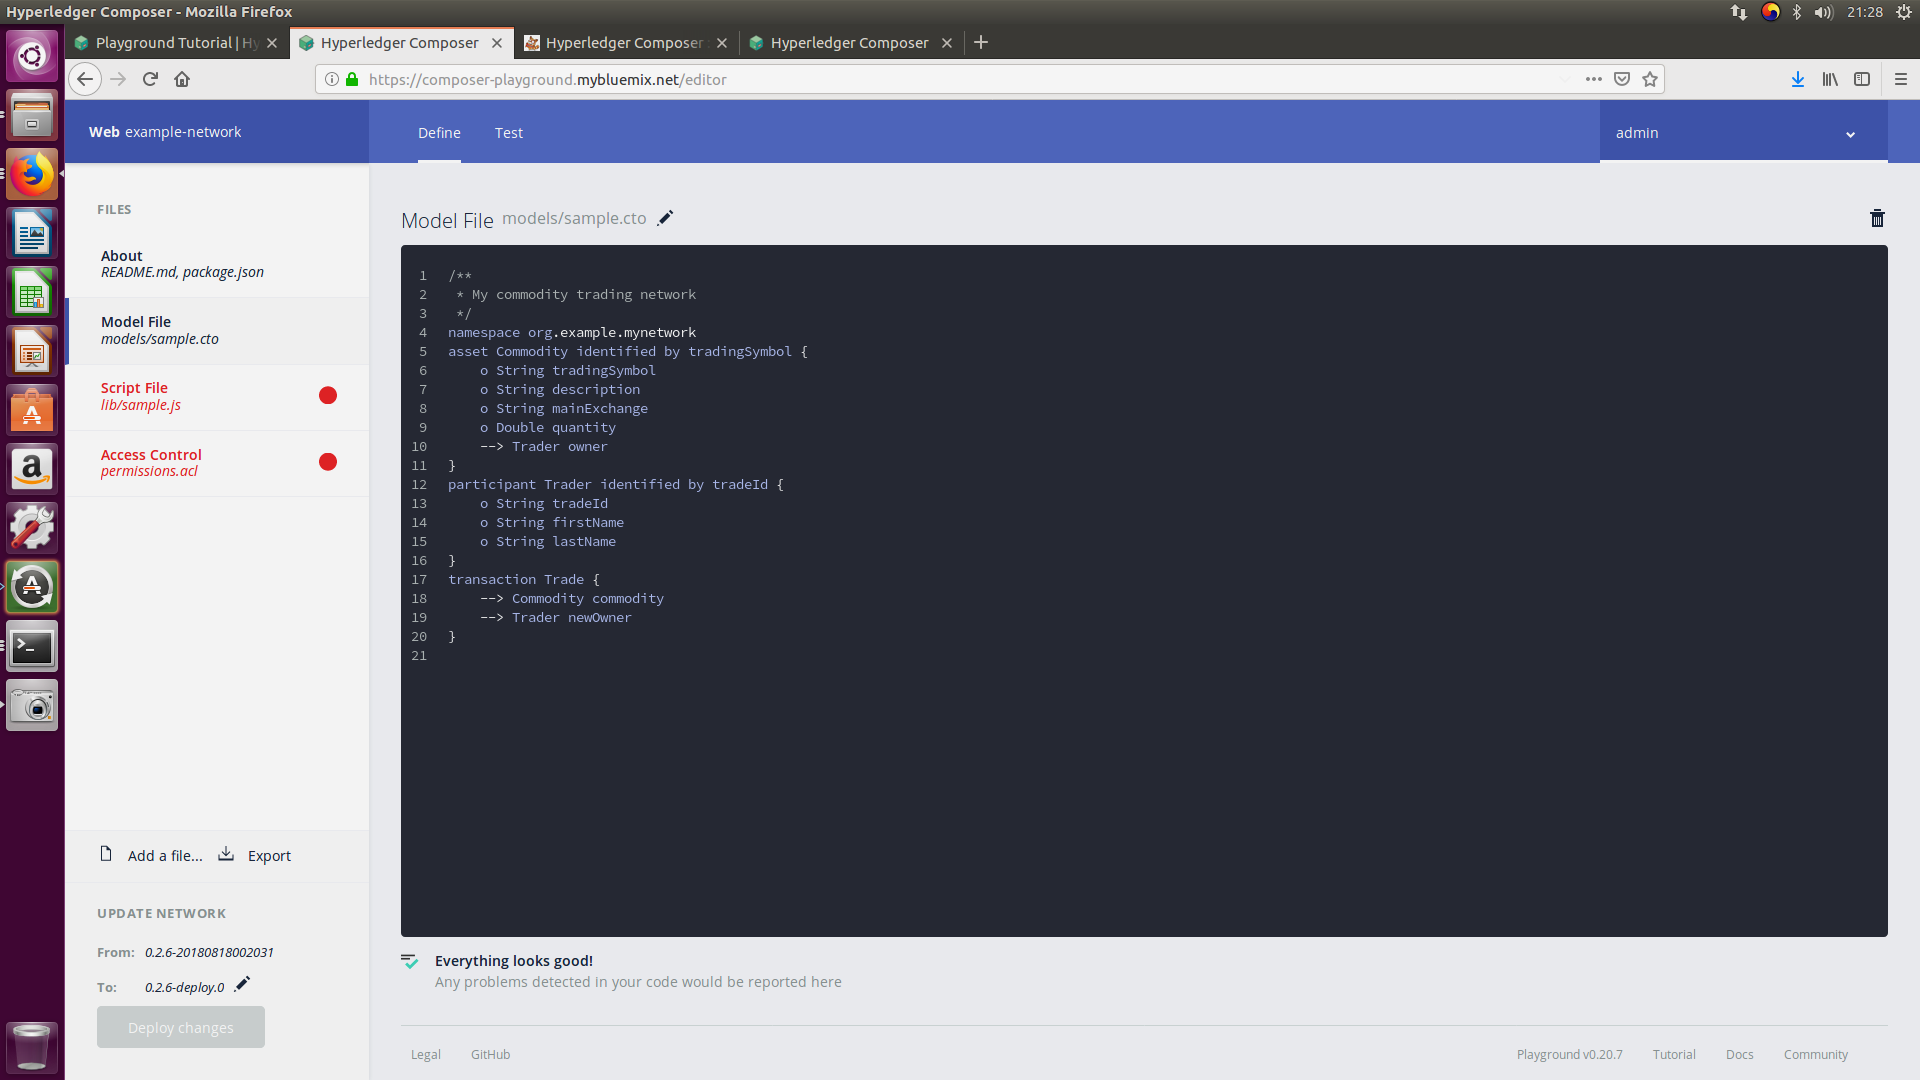 Hyperledger Composer - Mozilla Firefox
21:28
Playground Tutorial | Hy
Hyperledger Composer
Hyperledger Composer
Hyperledger Composer
https://composer-playground.mybluemix.net/editor
Web example-network
Define
Test
admin
FILES
About
README.md, package.json
Model File
models/sample.cto
Script File
lib/sample.js
Access Control
permissions.acl
Add a file...
Export
UPDATE NETWORK
From: 0.2.6-20180818002031
To: 0.2.6-deploy.0
Deploy changes
Model File models/sample.cto
1 /**
2 * My commodity trading network
3 */
4 namespace org.example.mynetwork
5 asset Commodity identified by tradingSymbol {
6 o String tradingSymbol
7 o String description
8 o String mainExchange
9 o Double quantity
10 --> Trader owner
11 }
12 participant Trader identified by tradeId {
13 o String tradeId
14 o String firstName
15 o String lastName
16 }
17 transaction Trade {
18 --> Commodity commodity
19 --> Trader newOwner
20 }
21
Everything looks good!
Any problems detected in your code would be reported here
Legal
GitHub
Playground v0.20.7
Tutorial
Docs
Community